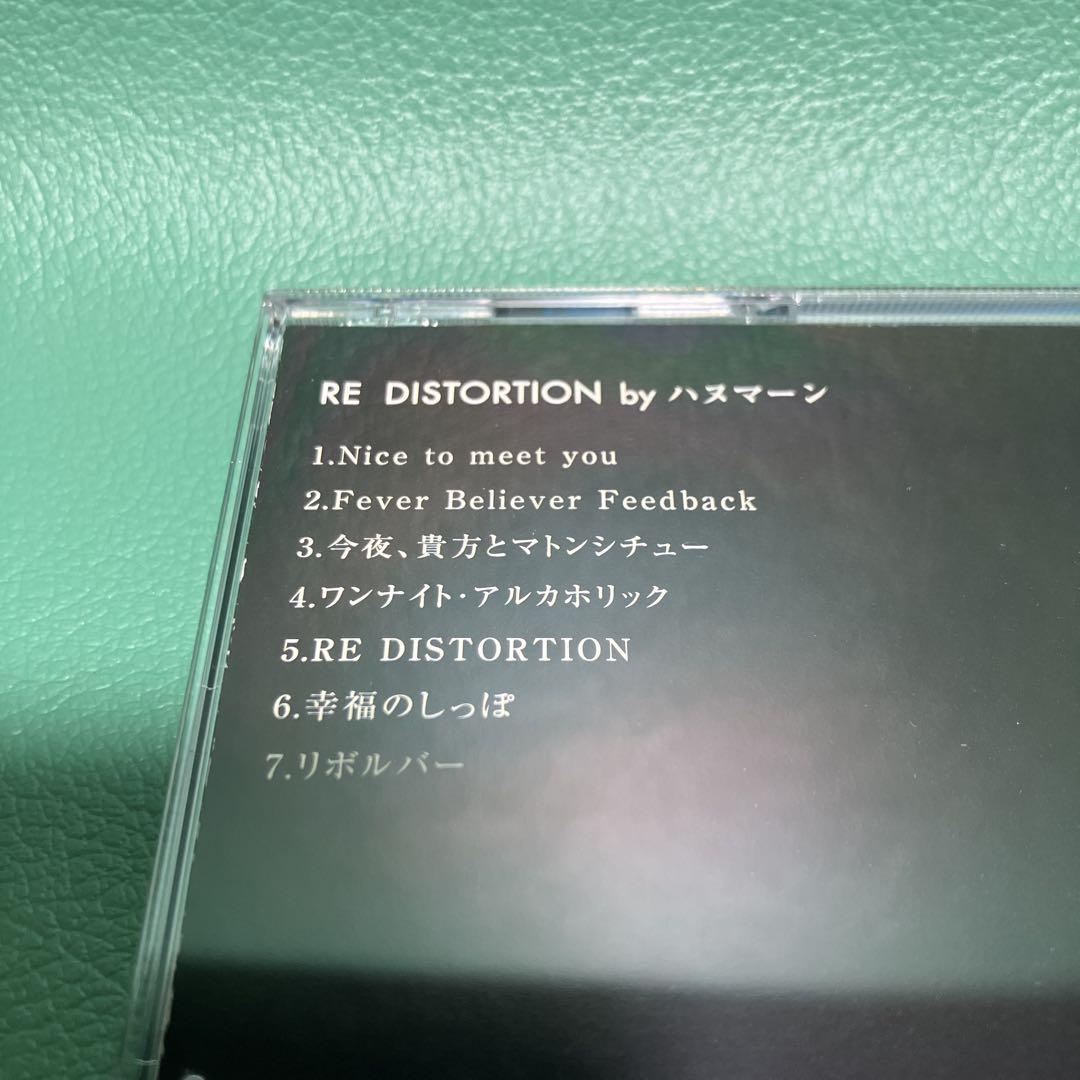 RE DISTORTION by ハヌマーン
1.Nice to meet you
2.Fever Believer Feedback
3.今夜、貴方とマトンシチュー
4.ワンナイト・アルカホリック
5.RE DISTORTION
6.幸福のしっぽ
7.リボルバー